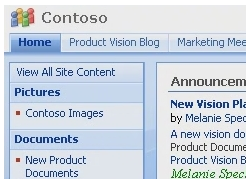 Contoso
Home Product Vision Blog Marketing Mee
View All Site Content
Pictures
Contoso Images
Documents
New Product
Documents
Announcem
New Vision Pla
by Melanie Spec
A new vision do
Product Docume
Product Vision B
Melanie Spec